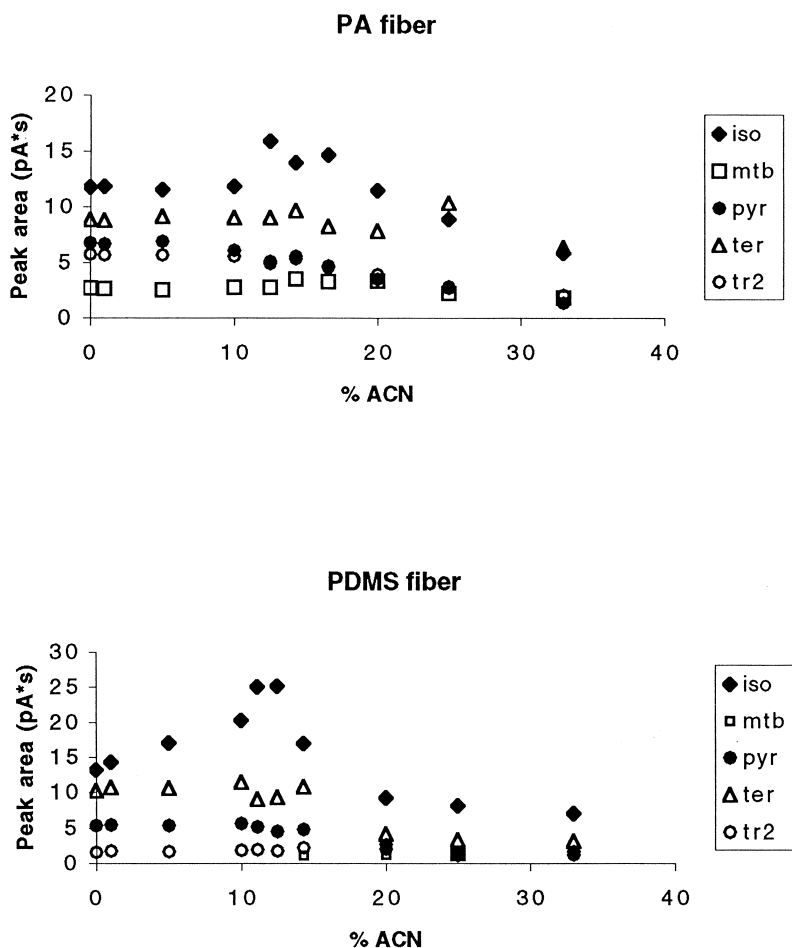 PA fiber
20
15
10
5
0
Peak area (pA*s)
0 10 20 30 40
% ACN
iso
mtb
pyr
ter
tr2
PDMS fiber
30
25
20
15
10
5
0
Peak area (pA*s)
0 10 20 30 40
% ACN
iso
mtb
pyr
ter
tr2